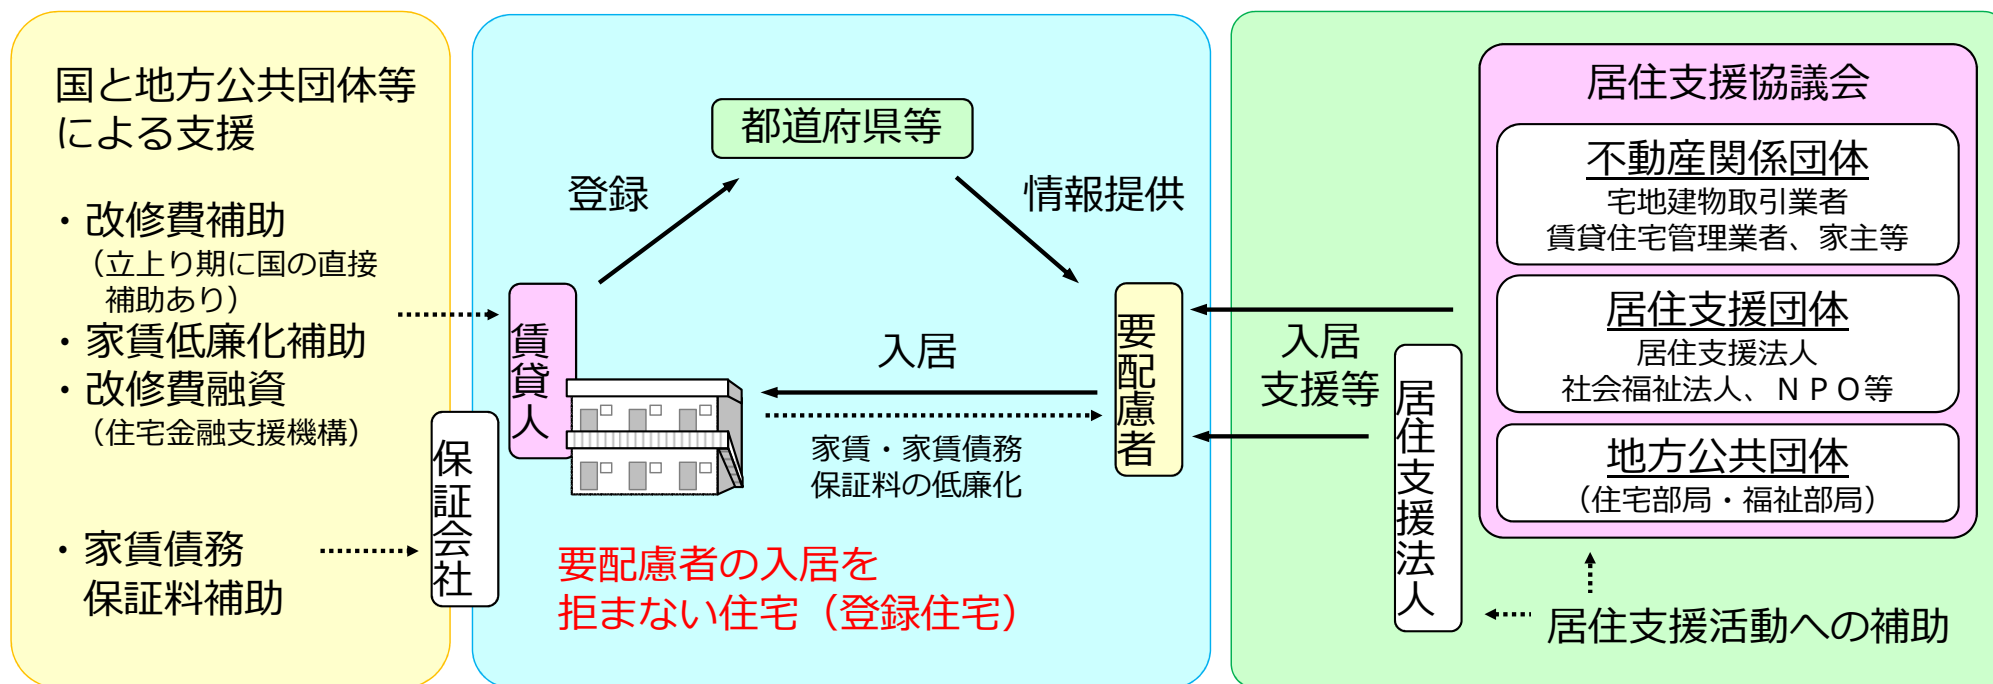 国と地方公共団体等
による支援
・改修費補助
（立上り期に国の直接
補助あり）
・家賃低廉化補助
・改修費融資
（住宅金融支援機構）
・家賃債務
保証料補助
保証会社
都道府県等
登録
情報提供
賃貸人
要配慮者
入居
家賃・家賃債務
保証料の低廉化
要配慮者の入居を
拒まない住宅（登録住宅）
入居
支援等
居住支援法人
居住支援協議会
不動産関係団体
宅地建物取引業者
賃貸住宅管理業者、家主等
居住支援団体
居住支援法人
社会福祉法人、ＮＰＯ等
地方公共団体
（住宅部局・福祉部局）
居住支援活動への補助